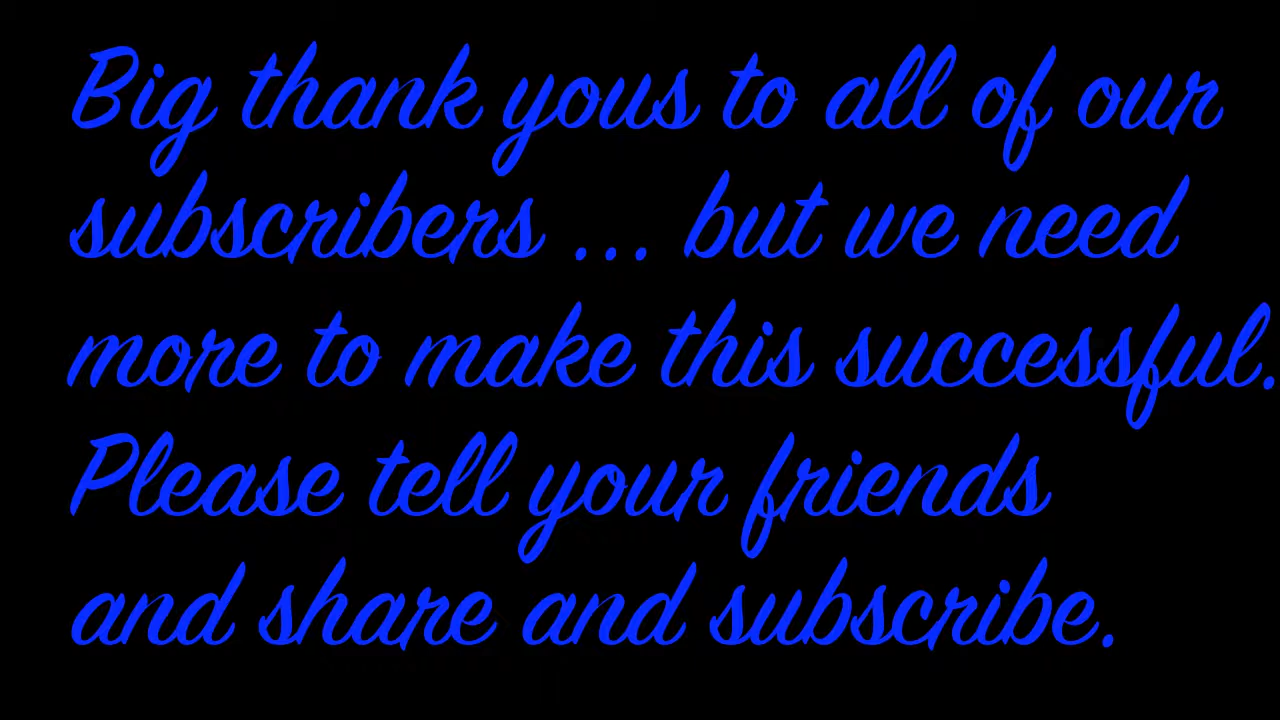 Big thank yous to all of our
subscribers ... but we need
more to make this successful.
Please tell your friends
and share and subscribe.